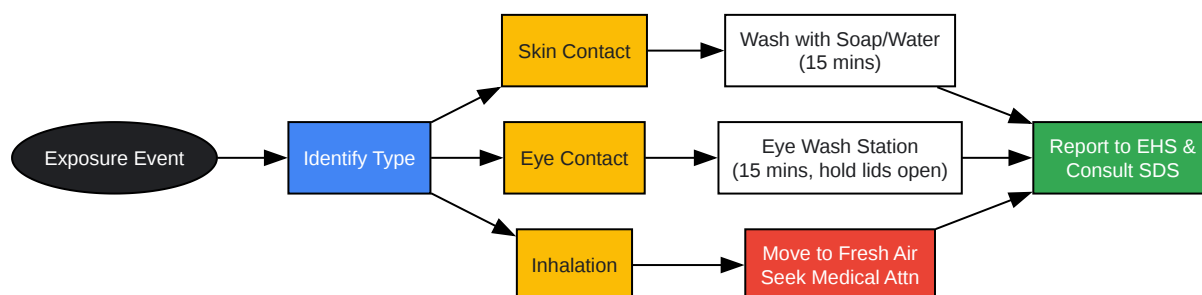 Exposure Event
Identify Type
Skin Contact
Wash with Soap/Water
(15 mins)
Eye Contact
Eye Wash Station
(15 mins, hold lids open)
Inhalation
Move to Fresh Air
Seek Medical Attn
Report to EHS &
Consult SDS